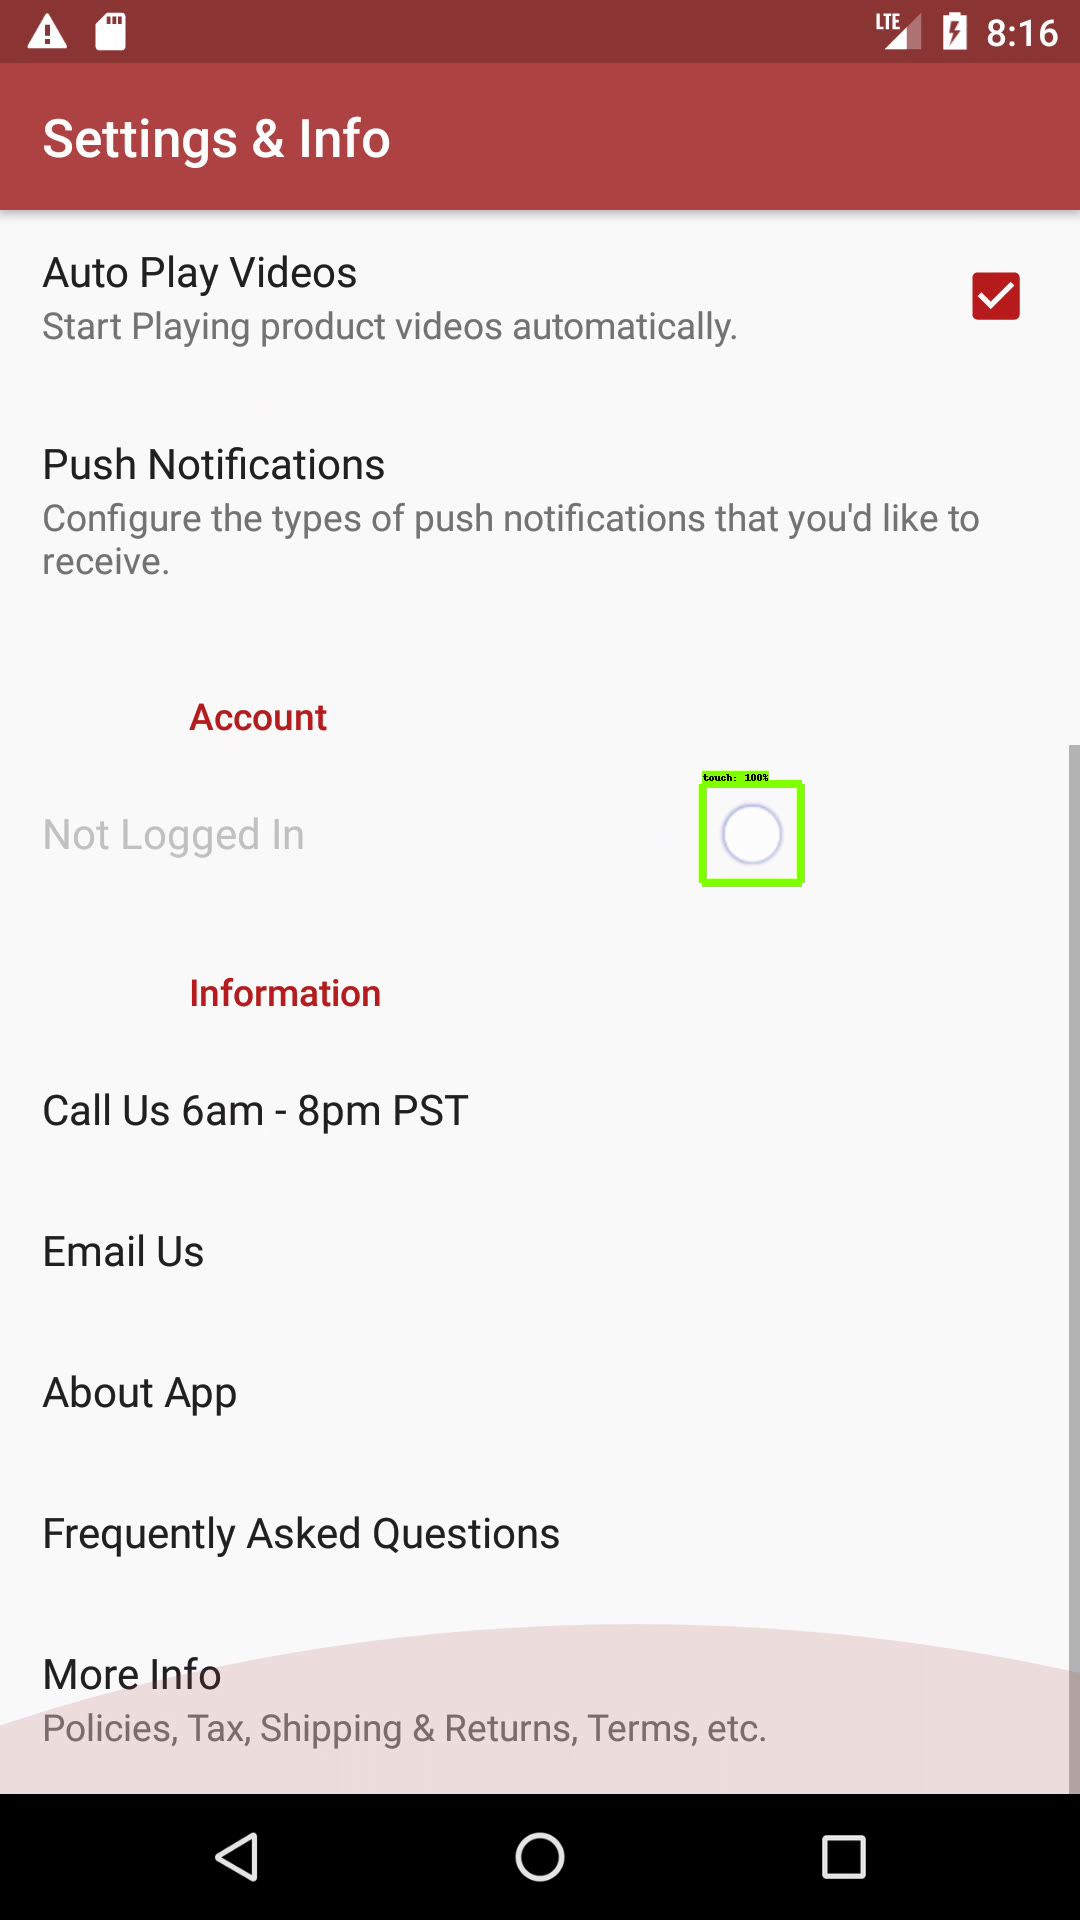 LTE 8:16
Settings & Info
Auto Play Videos
Start Playing product videos automatically.
Push Notifications
Configure the types of push notifications that you'd like to
receive.
Account
touch: 100%
Not Logged In
Information
Call Us 6am - 8pm PST
Email Us
About App
Frequently Asked Questions
More Info
Policies, Tax, Shipping & Returns, Terms, etc.